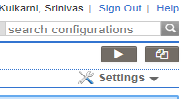 Kulkarni, Srinivas | Sign Out | Help
search configurations
Settings